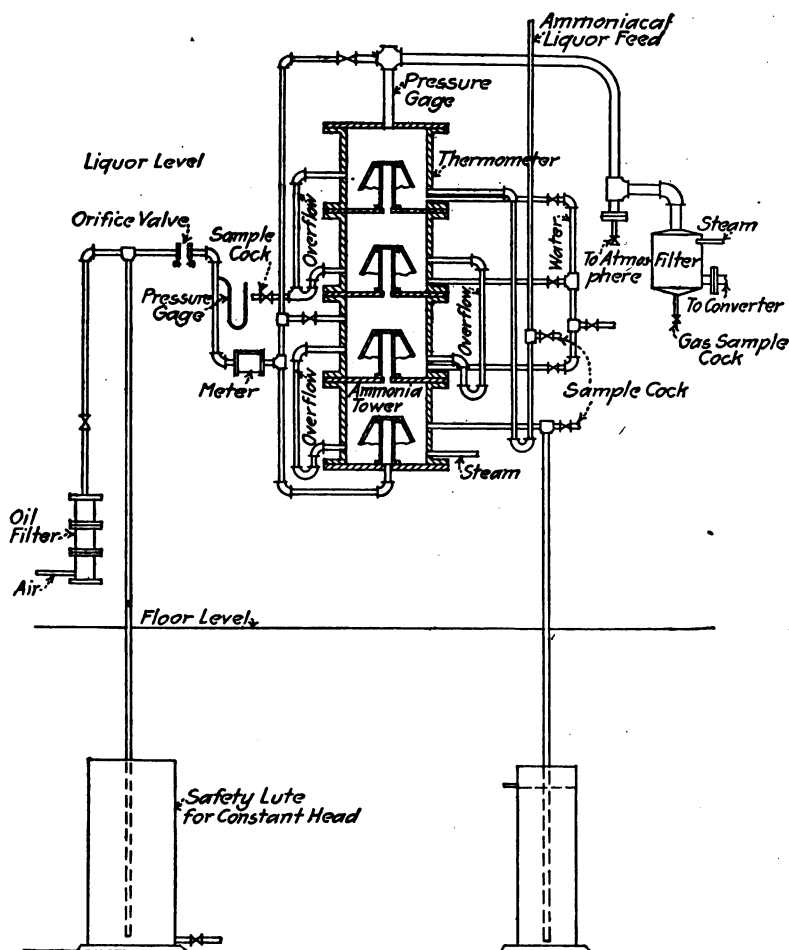 Ammoniacal
Liquor Feed
Pressure
Gage
Liquor Level
Thermometer
Orifice Valve
Sample
Cock
Overflow
Water
Steam
To Atmos
phere
Filter
Pressure
Gage
To Converter
Overflow
Gas Sample
Cock
Meter
Overflow
Ammonia
Tower
Sample Cock
Steam
Oil
Filter
Air
Floor Level
Safety Lute
for Constant Head